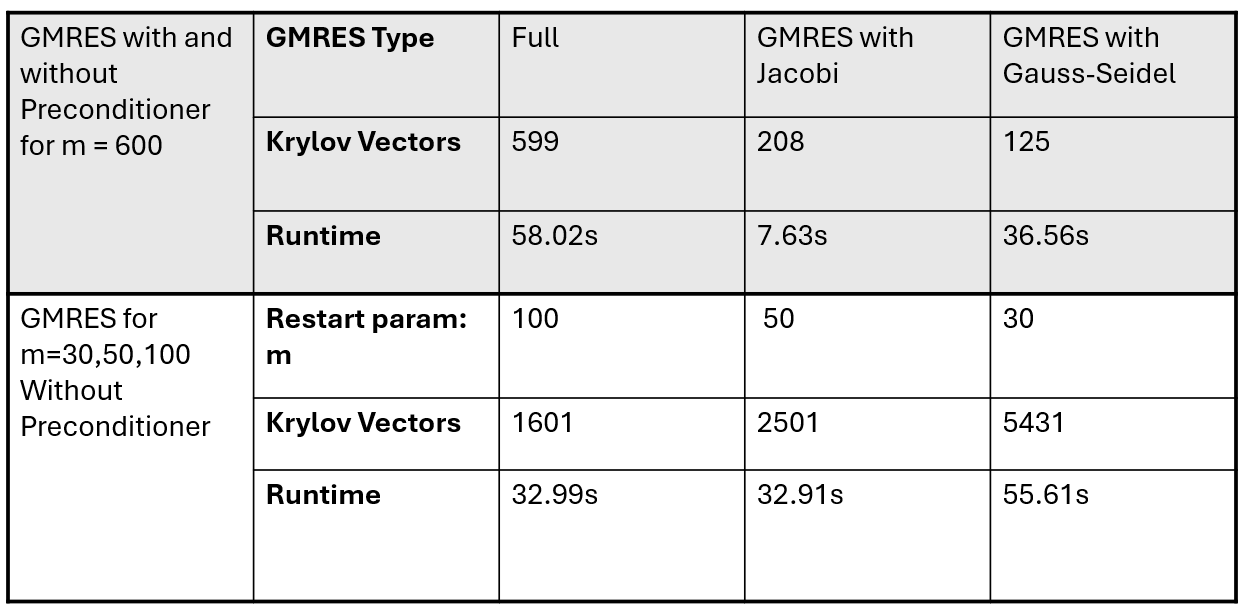 GMRES with and
without
Preconditioner
for m = 600
GMRES Type
Full
GMRES with
Jacobi
GMRES with
Gauss-Seidel
Krylov Vectors
599
208
125
Runtime
58.02s
7.63s
36.56s
GMRES for
m=30,50,100
Without
Preconditioner
Restart param:
m
100
50
30
Krylov Vectors
1601
2501
5431
Runtime
32.99s
32.91s
55.61s